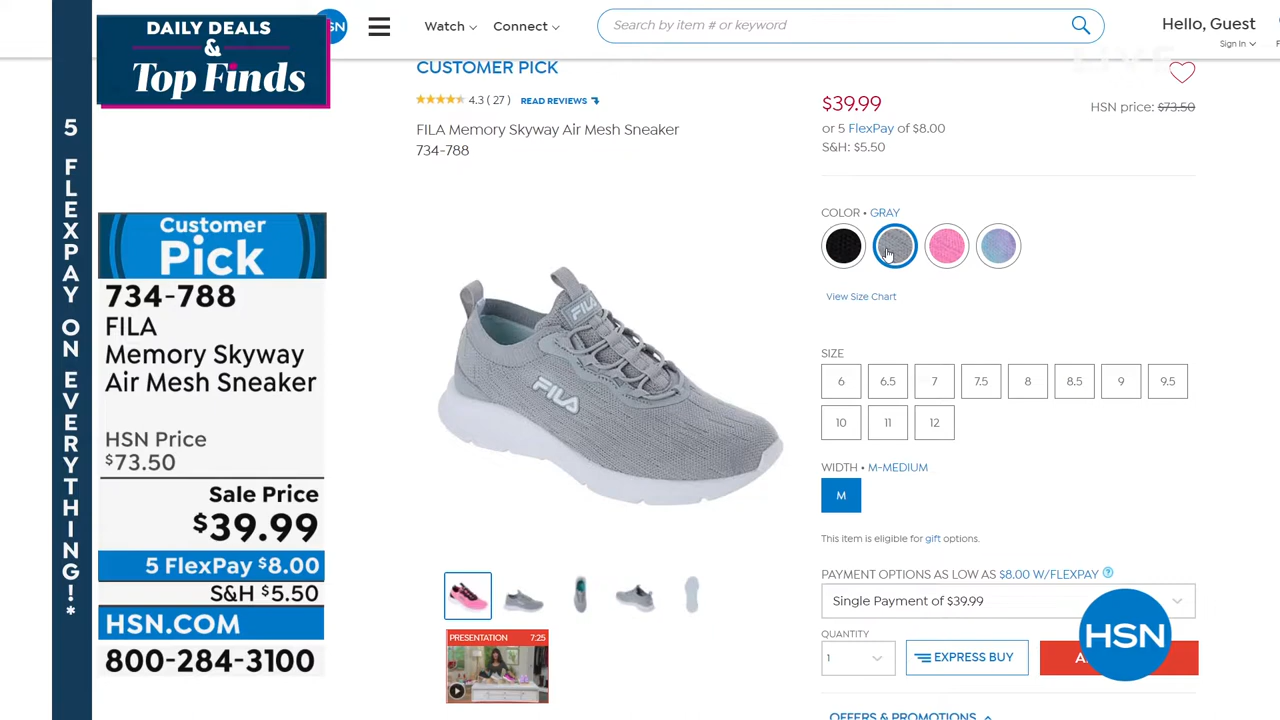 DAILY DEALS
&
Top Finds
5 FLEXPAY ON EVERYTHING!*
Customer
Pick
734-788
FILA
Memory Skyway
Air Mesh Sneaker
HSN Price
$73.50
Sale Price
$39.99
5 FlexPay $8.00
S&H $5.50
HSN.COM
800-284-3100
Watch
Connect
Search by item # or keyword
Hello, Guest
Sign In
LIVE
CUSTOMER PICK
4.3 (27) READ REVIEWS
FILA Memory Skyway Air Mesh Sneaker
734-788
FILA
FILA
PRESENTATION 7:25
$39.99
HSN price: $73.50
or 5 FlexPay of $8.00
S&H: $5.50
COLOR • GRAY
View Size Chart
SIZE
6 6.5 7 7.5 8 8.5 9 9.5
10 11 12
WIDTH • M-MEDIUM
M
This item is eligible for gift options.
PAYMENT OPTIONS AS LOW AS $8.00 W/FLEXPAY ?
Single Payment of $39.99
QUANTITY
1
EXPRESS BUY
HSN
OFFERS & PROMOTIONS